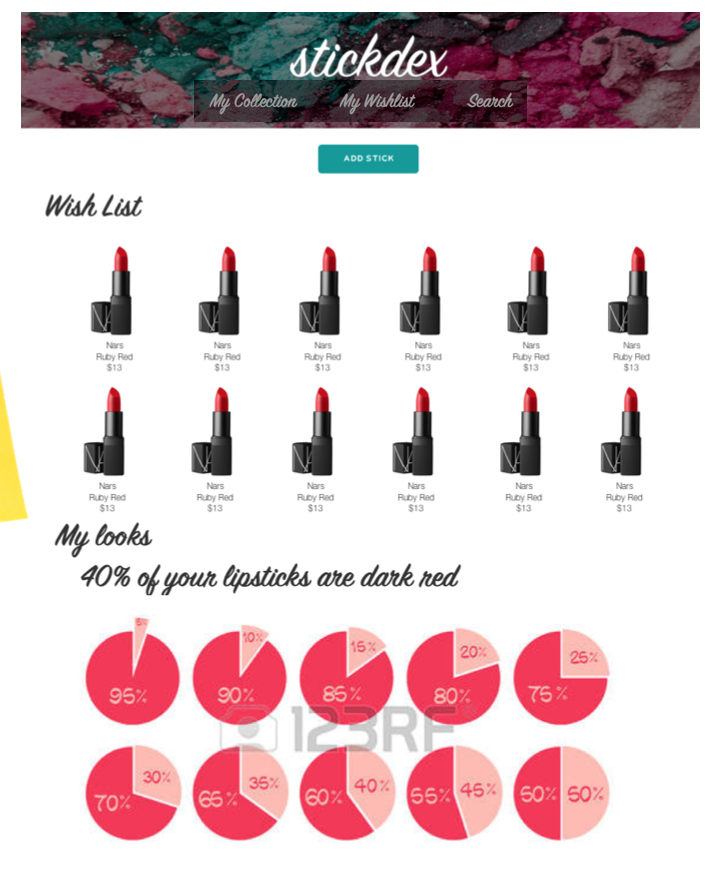 stickdex
My Collection My Wishlist Search
ADD STICK
Wish List
Nars Nars Nars Nars Nars Nars
Ruby Red Ruby Red Ruby Red Ruby Red Ruby Red Ruby Red
$13 $13 $13 $13 $13 $13
Nars Nars Nars Nars Nars Nars
Ruby Red Ruby Red Ruby Red Ruby Red Ruby Red Ruby Red
$13 $13 $13 $13 $13 $13
My looks
40% of your lipsticks are dark red
5% 10% 15% 20% 25%
95% 90% 85% 80% 75%
123RF
30% 35% 40% 45% 50%
70% 65% 60% 55% 50%